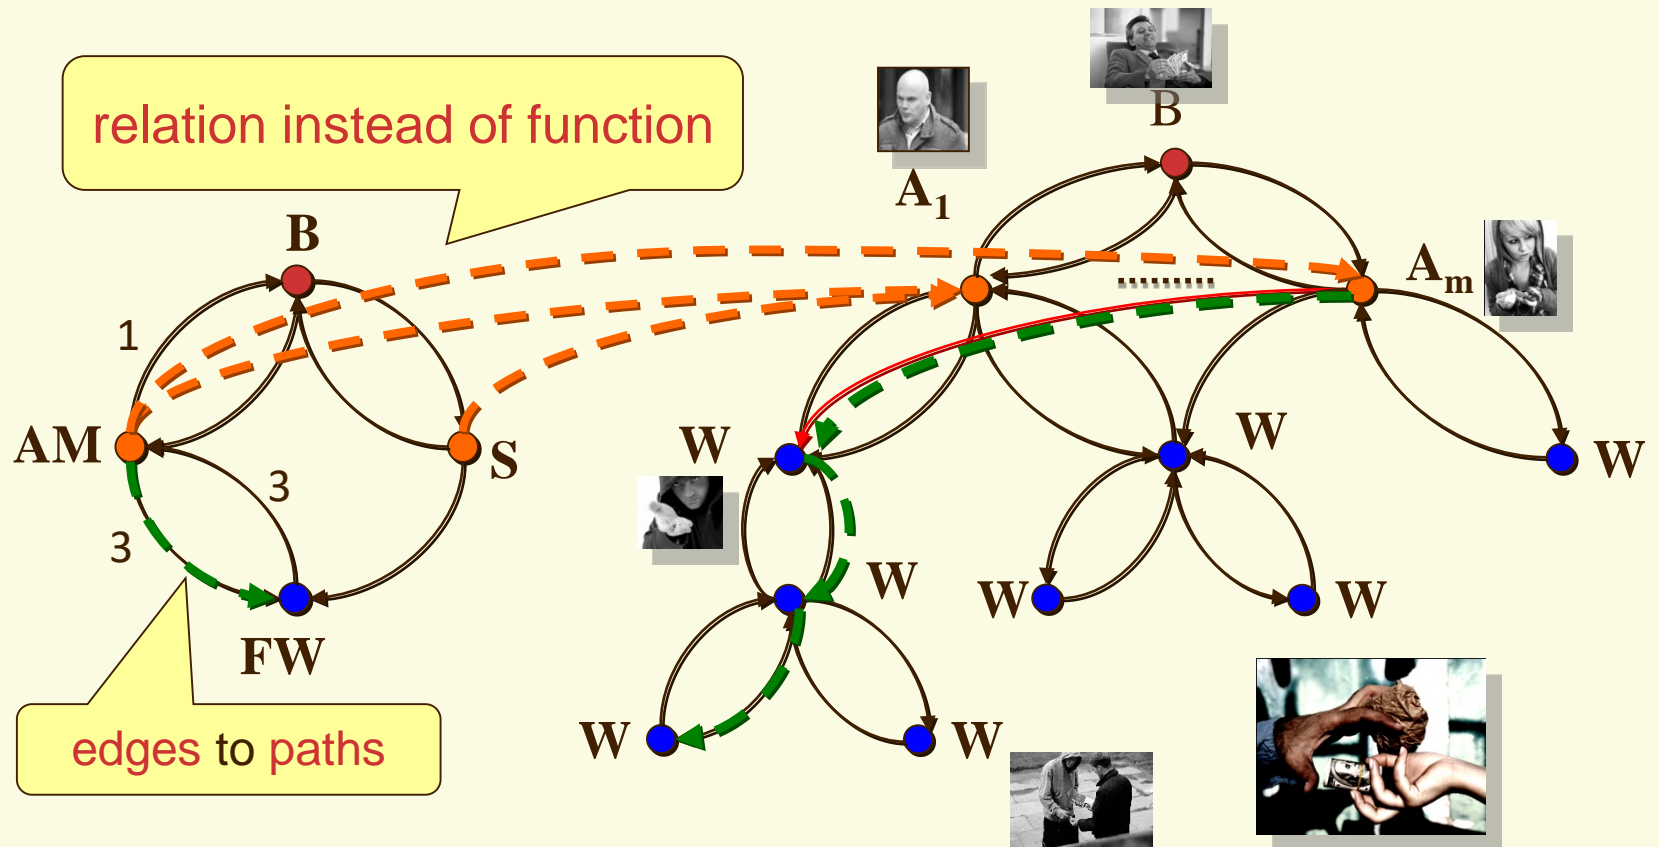 relation instead of function
B
A1
B
Am
1
AM
S
3
3
FW
W
W
W
W
W
W
W
W
edges to paths